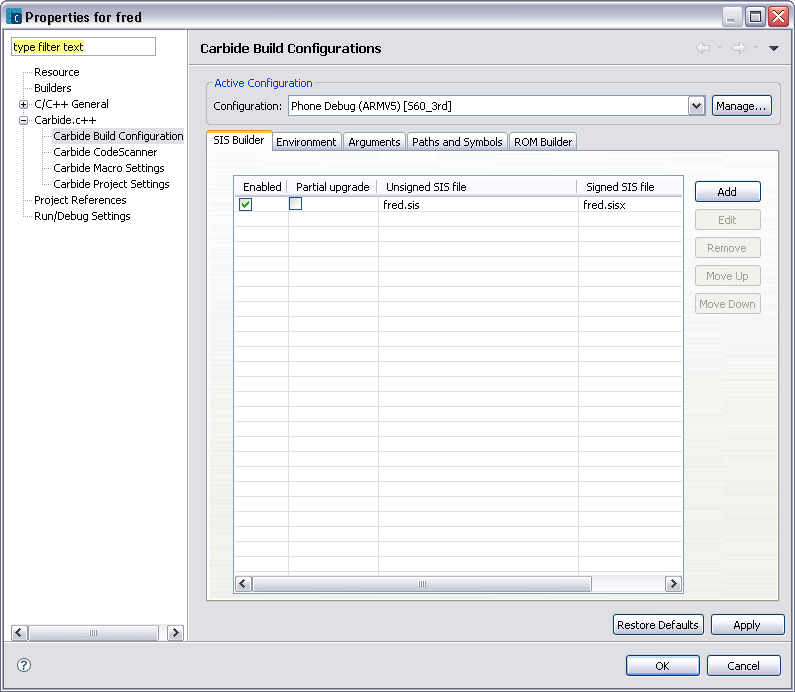 Properties for fred
type filter text
Resource
Builders
C/C++ General
Carbide.c++
Carbide Build Configuration
Carbide CodeScanner
Carbide Macro Settings
Carbide Project Settings
Project References
Run/Debug Settings
Carbide Build Configurations
Active Configuration
Configuration: Phone Debug (ARMV5) [S60_3rd] Manage...
SIS Builder Environment Arguments Paths and Symbols ROM Builder
Enabled Partial upgrade Unsigned SIS file Signed SIS file
fred.sis fred.sisx
Add
Edit
Remove
Move Up
Move Down
Restore Defaults Apply
? OK Cancel